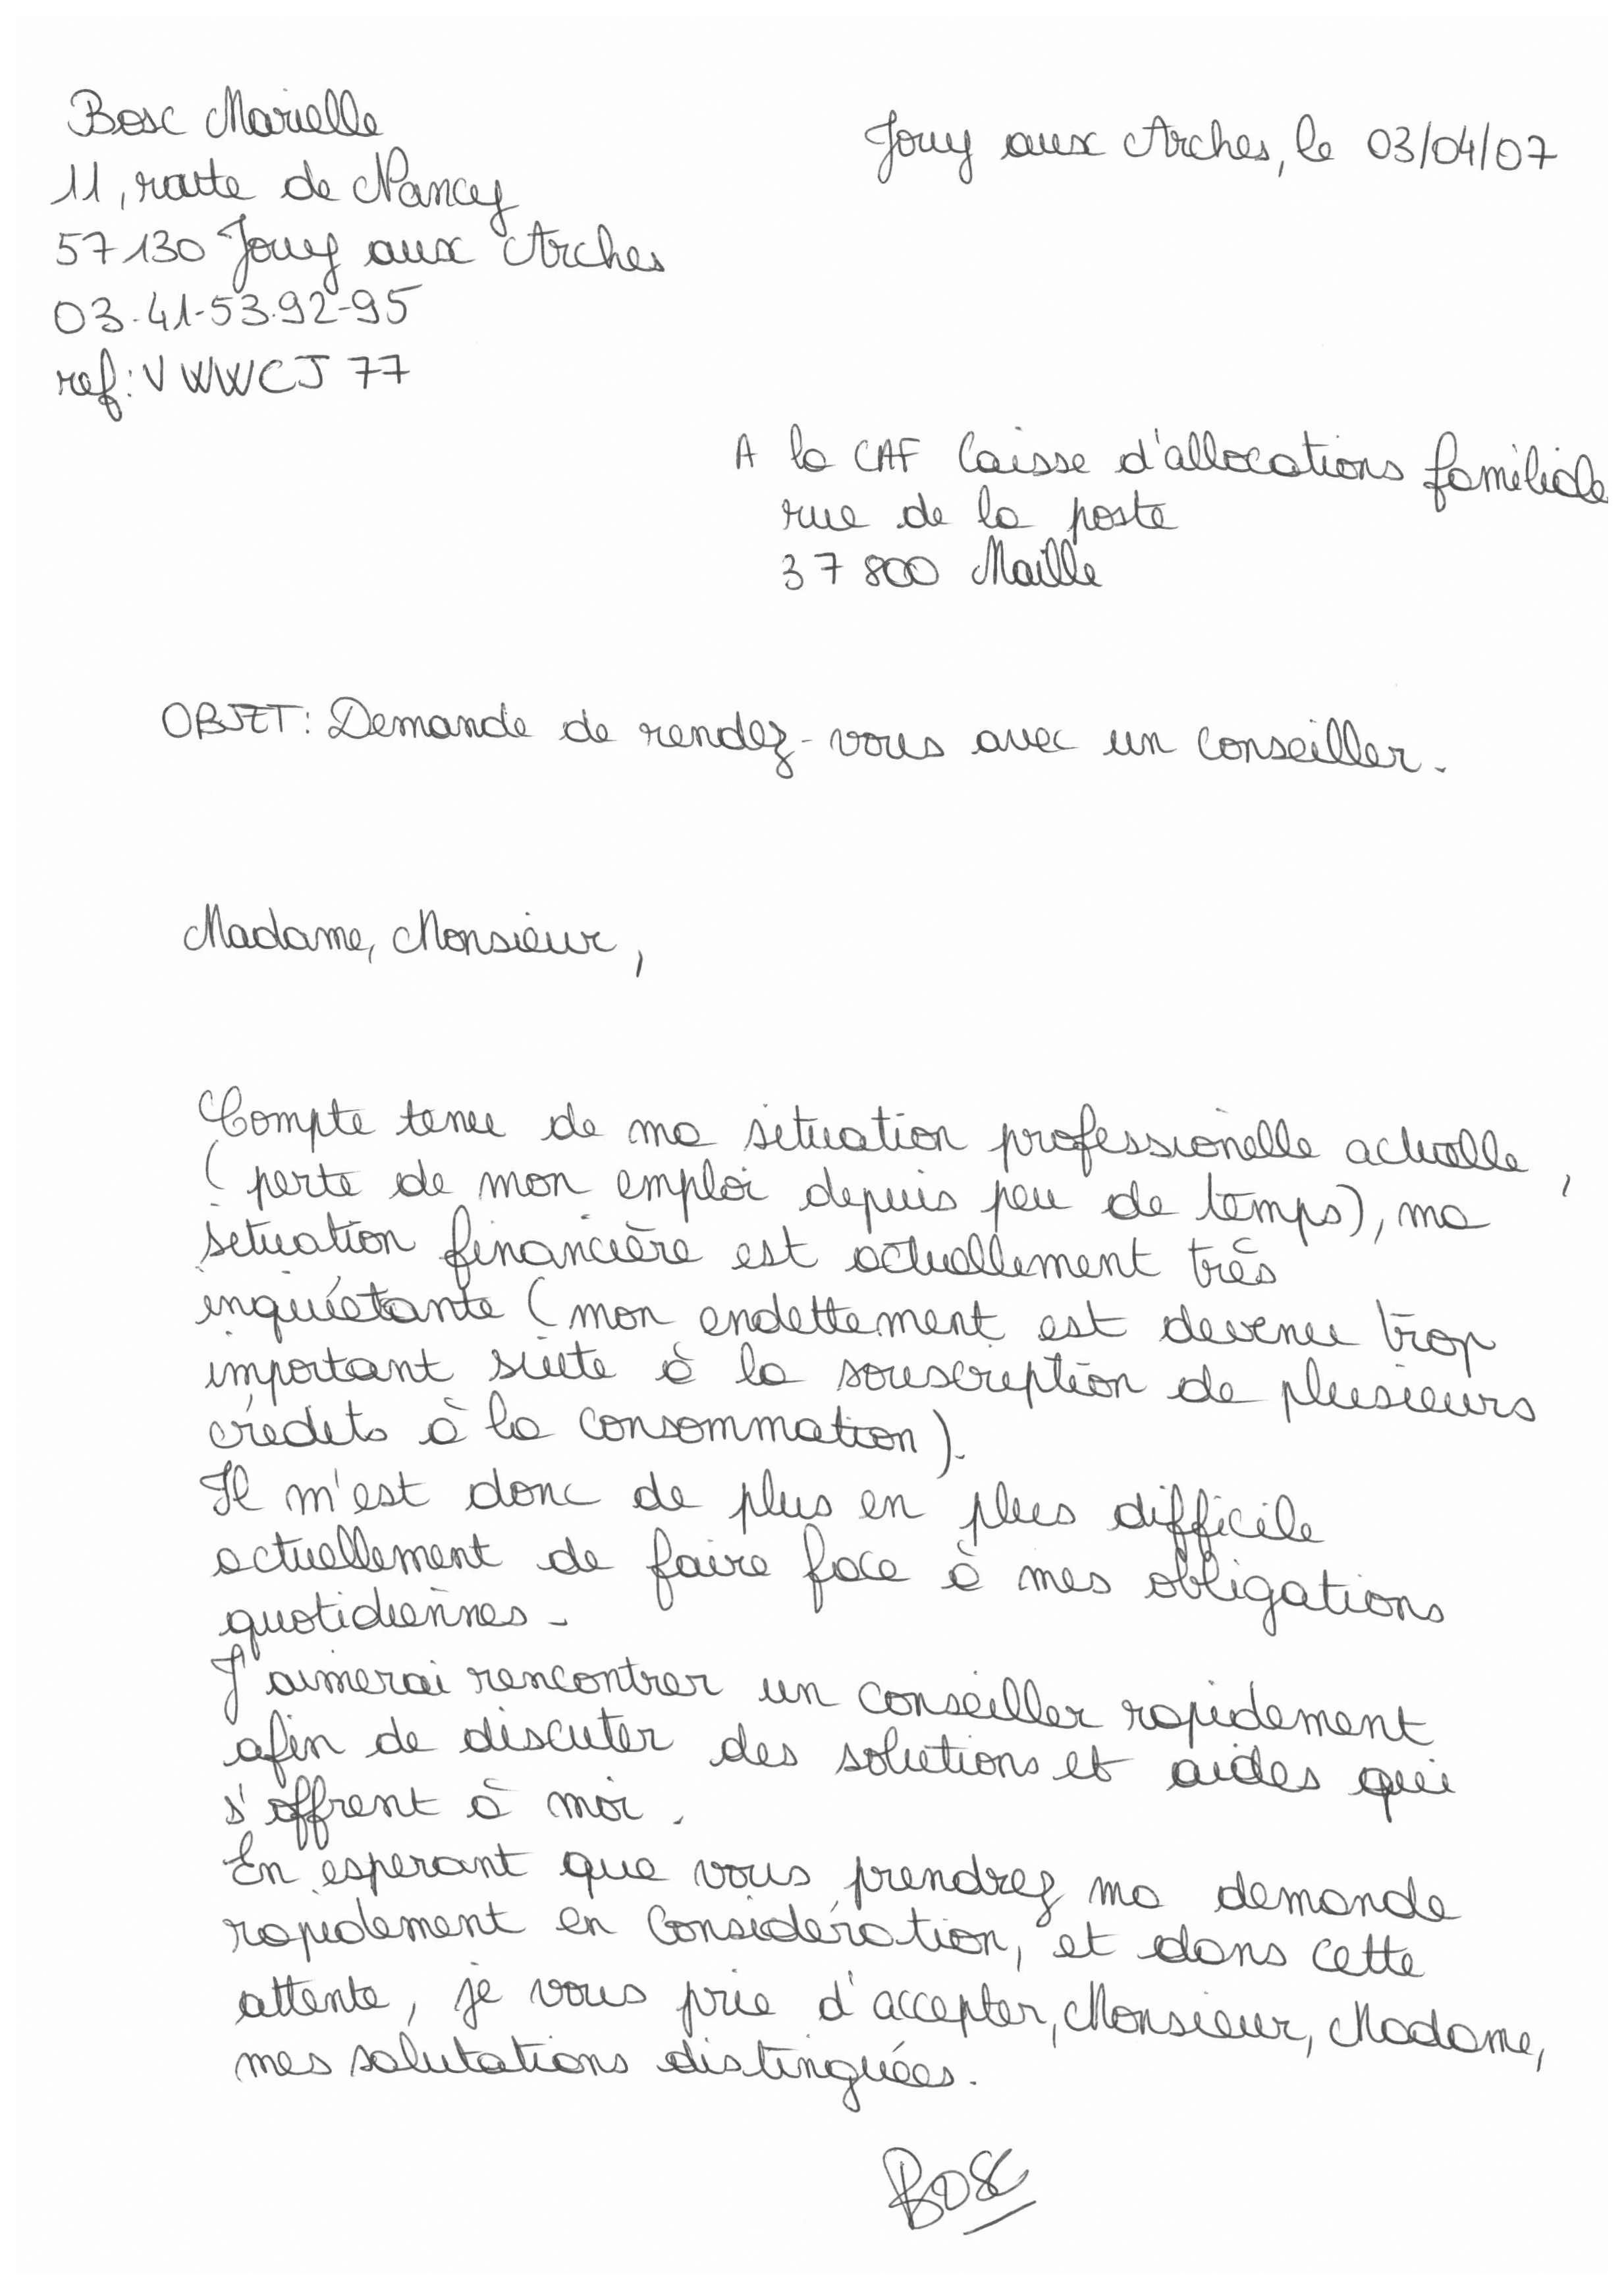 Bosc Marielle
11, route de Nancy
57130 Jouy aux Arches
03.41.53.92.95
ref: VWWCJ77
Jouy aux Arches, le 03/04/07
A la CAF Caisse d'allocations familiale
rue de la poste
37800 Maille
OBJET: Demande de rendez-vous avec un conseiller.
Madame, Monsieur,
Compte tenu de ma situation professionelle actuelle,
(perte de mon emploi depuis peu de temps), ma
situation financière est actuellement très
inquiétante (mon endettement est devenu trop
important suite à la souscription de plusieurs
crédits à la consommation).
Il m'est donc de plus en plus difficile
actuellement de faire face à mes obligations
quotidiennes.
J'aimerai rencontrer un conseiller rapidement
afin de discuter des solutions et aides qui
s'offrent à moi.
En esperant que vous prendrez ma demande
rapidement en considération, et dans cette
attente, je vous prie d'accepter, Monsieur, Madame,
mes salutations distinguées.
BOSC